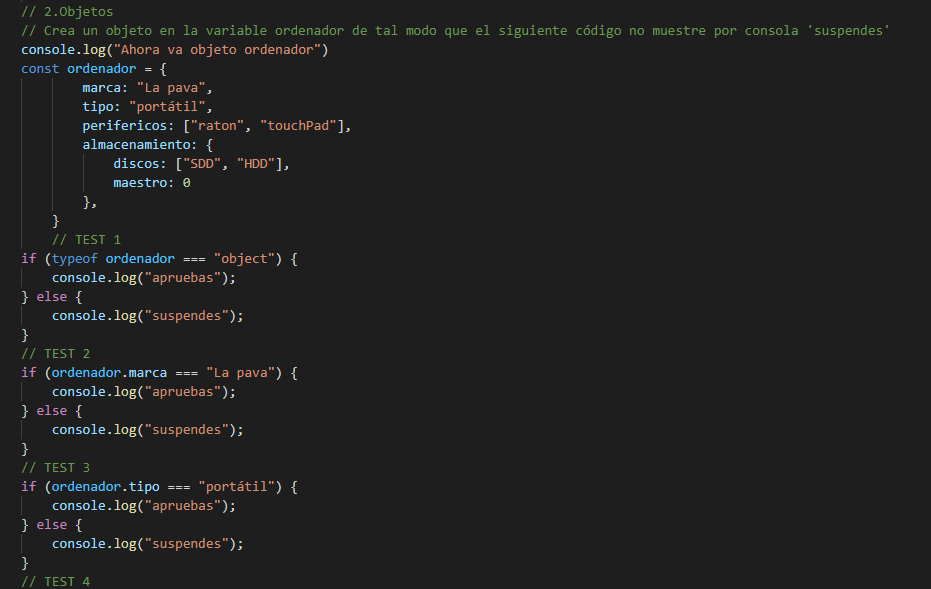 // 2.Objetos
// Crea un objeto en la variable ordenador de tal modo que el siguiente código no muestre por consola 'suspendes'
console.log("Ahora va objeto ordenador")
const ordenador = {
marca: "La pava",
tipo: "portátil",
perifericos: ["raton", "touchPad"],
almacenamiento: {
discos: ["SDD", "HDD"],
maestro: 0
},
}
// TEST 1
if (typeof ordenador === "object") {
console.log("apruebas");
} else {
console.log("suspendes");
}
// TEST 2
if (ordenador.marca === "La pava") {
console.log("apruebas");
} else {
console.log("suspendes");
}
// TEST 3
if (ordenador.tipo === "portátil") {
console.log("apruebas");
} else {
console.log("suspendes");
}
// TEST 4